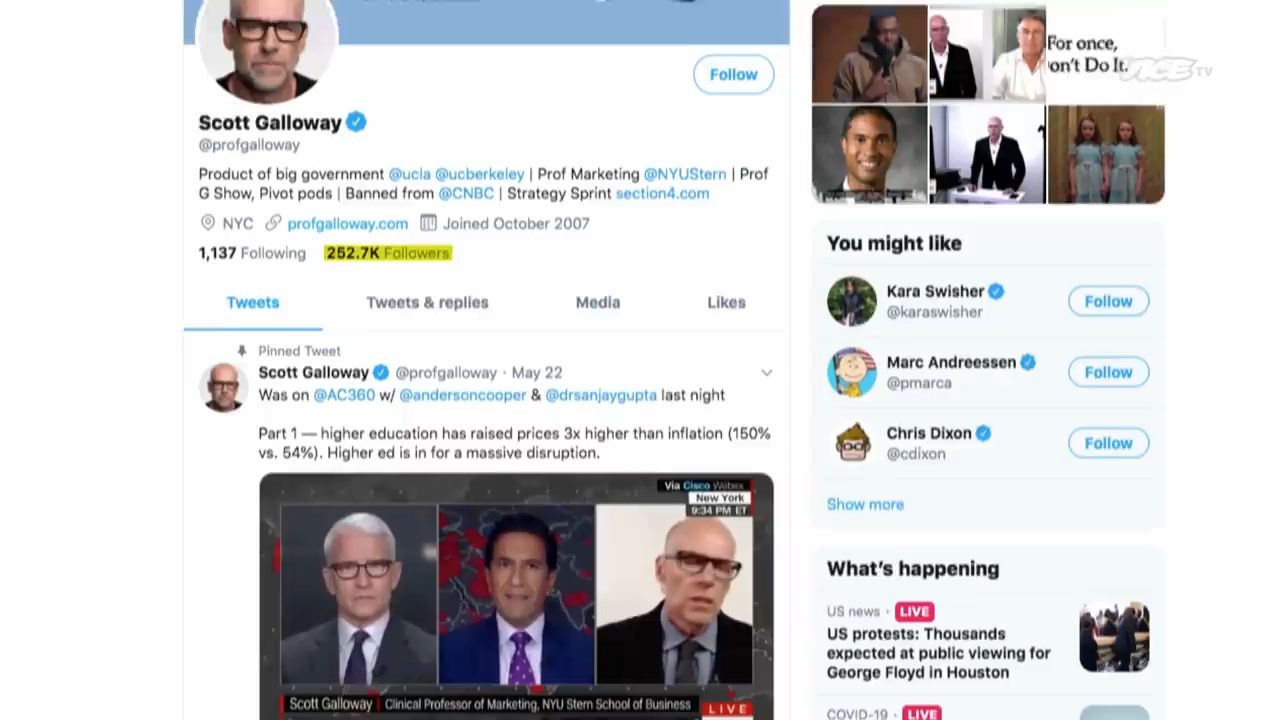 Follow
Scott Galloway
@profgalloway
Product of big government @ucla @ucberkeley | Prof Marketing @NYUStern | Prof
G Show, Pivot pods | Banned from @CNBC | Strategy Sprint section4.com
NYC profgalloway.com Joined October 2007
1,137 Following 252.7K Followers
Tweets Tweets & replies Media Likes
Pinned Tweet
Scott Galloway @profgalloway · May 22
Was on @AC360 w/ @andersoncooper & @drsanjaygupta last night
Part 1 — higher education has raised prices 3x higher than inflation (150%
vs. 54%). Higher ed is in for a massive disruption.
Via Cisco Webex
New York
9:34 PM ET
Scott Galloway | Clinical Professor of Marketing, NYU Stern School of Business
LIVE
For once,
on't Do It.
VICE TV
You might like
Kara Swisher
@karaswisher
Follow
Marc Andreessen
@pmarca
Follow
Chris Dixon
@cdixon
Follow
Show more
What's happening
US news · LIVE
US protests: Thousands
expected at public viewing for
George Floyd in Houston
COVID-19 · LIVE